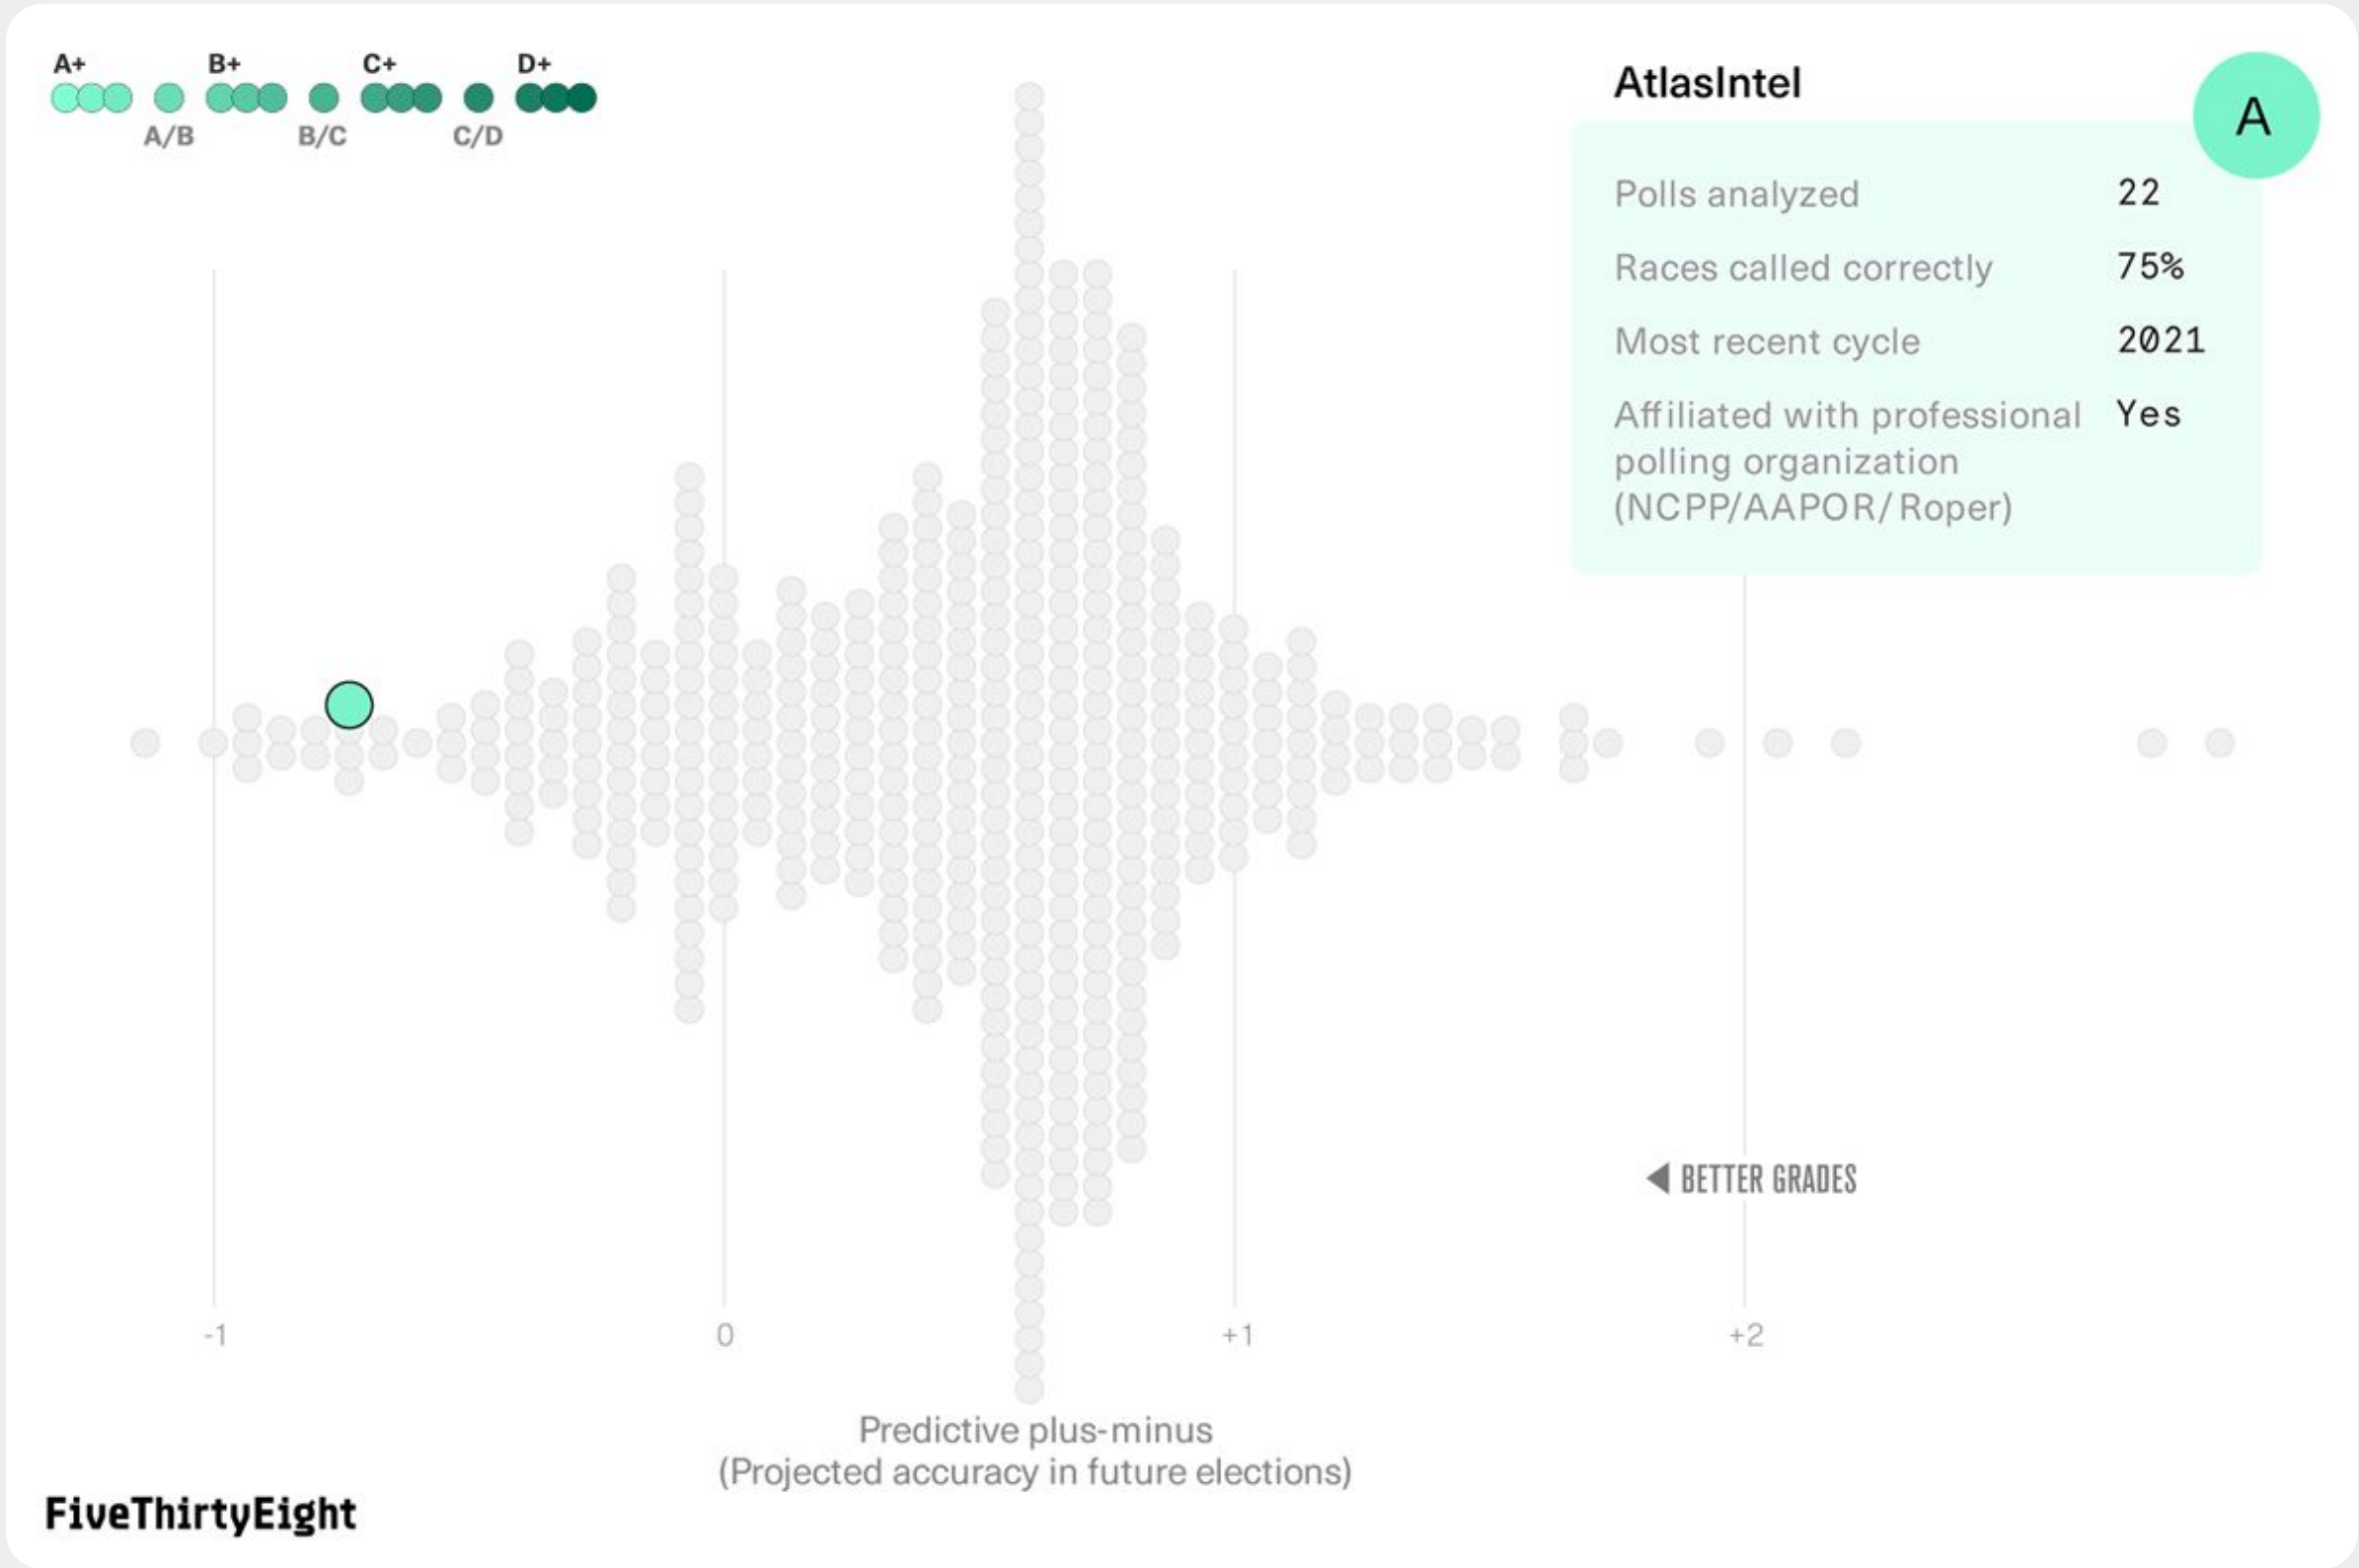 A+ B+ C+ D+
A/B B/C C/D
AtlasIntel
A
Polls analyzed 22
Races called correctly 75%
Most recent cycle 2021
Affiliated with professional Yes
polling organization
(NCPP/AAPOR/Roper)
BETTER GRADES
-1 0 +1 +2
Predictive plus-minus
(Projected accuracy in future elections)
FiveThirtyEight